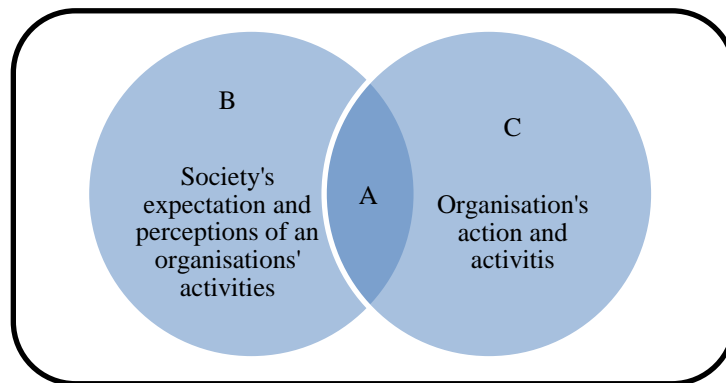 B
Society's
expectation and
perceptions of an
organisations'
activities
A
C
Organisation's
action and
activitis